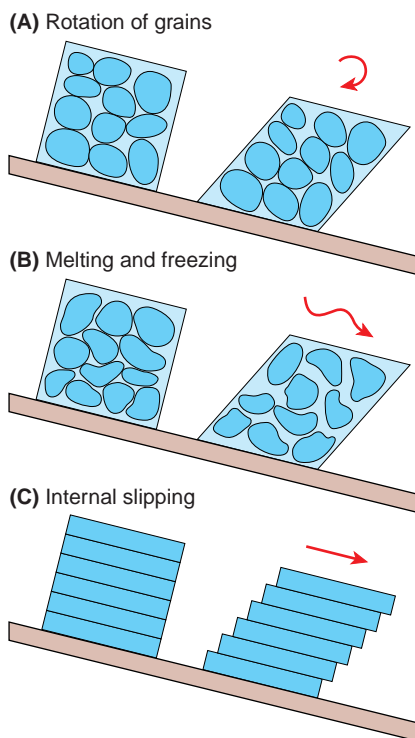 (A) Rotation of grains
(B) Melting and freezing
(C) Internal slipping